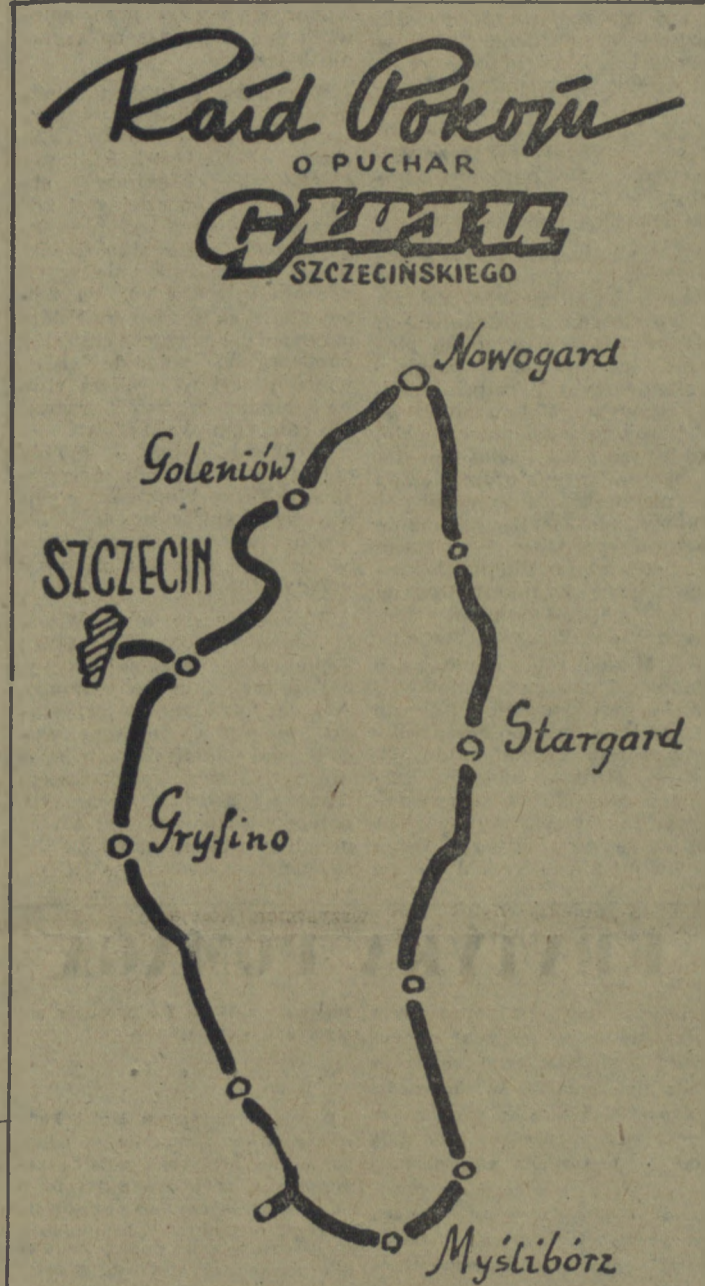 Raid Pokoju
O PUCHAR
Głosu
SZCZECIŃSKIEGO
Nowogard
Goleniów
SZCZECIN
Stargard
Gryfino
Myślibórz